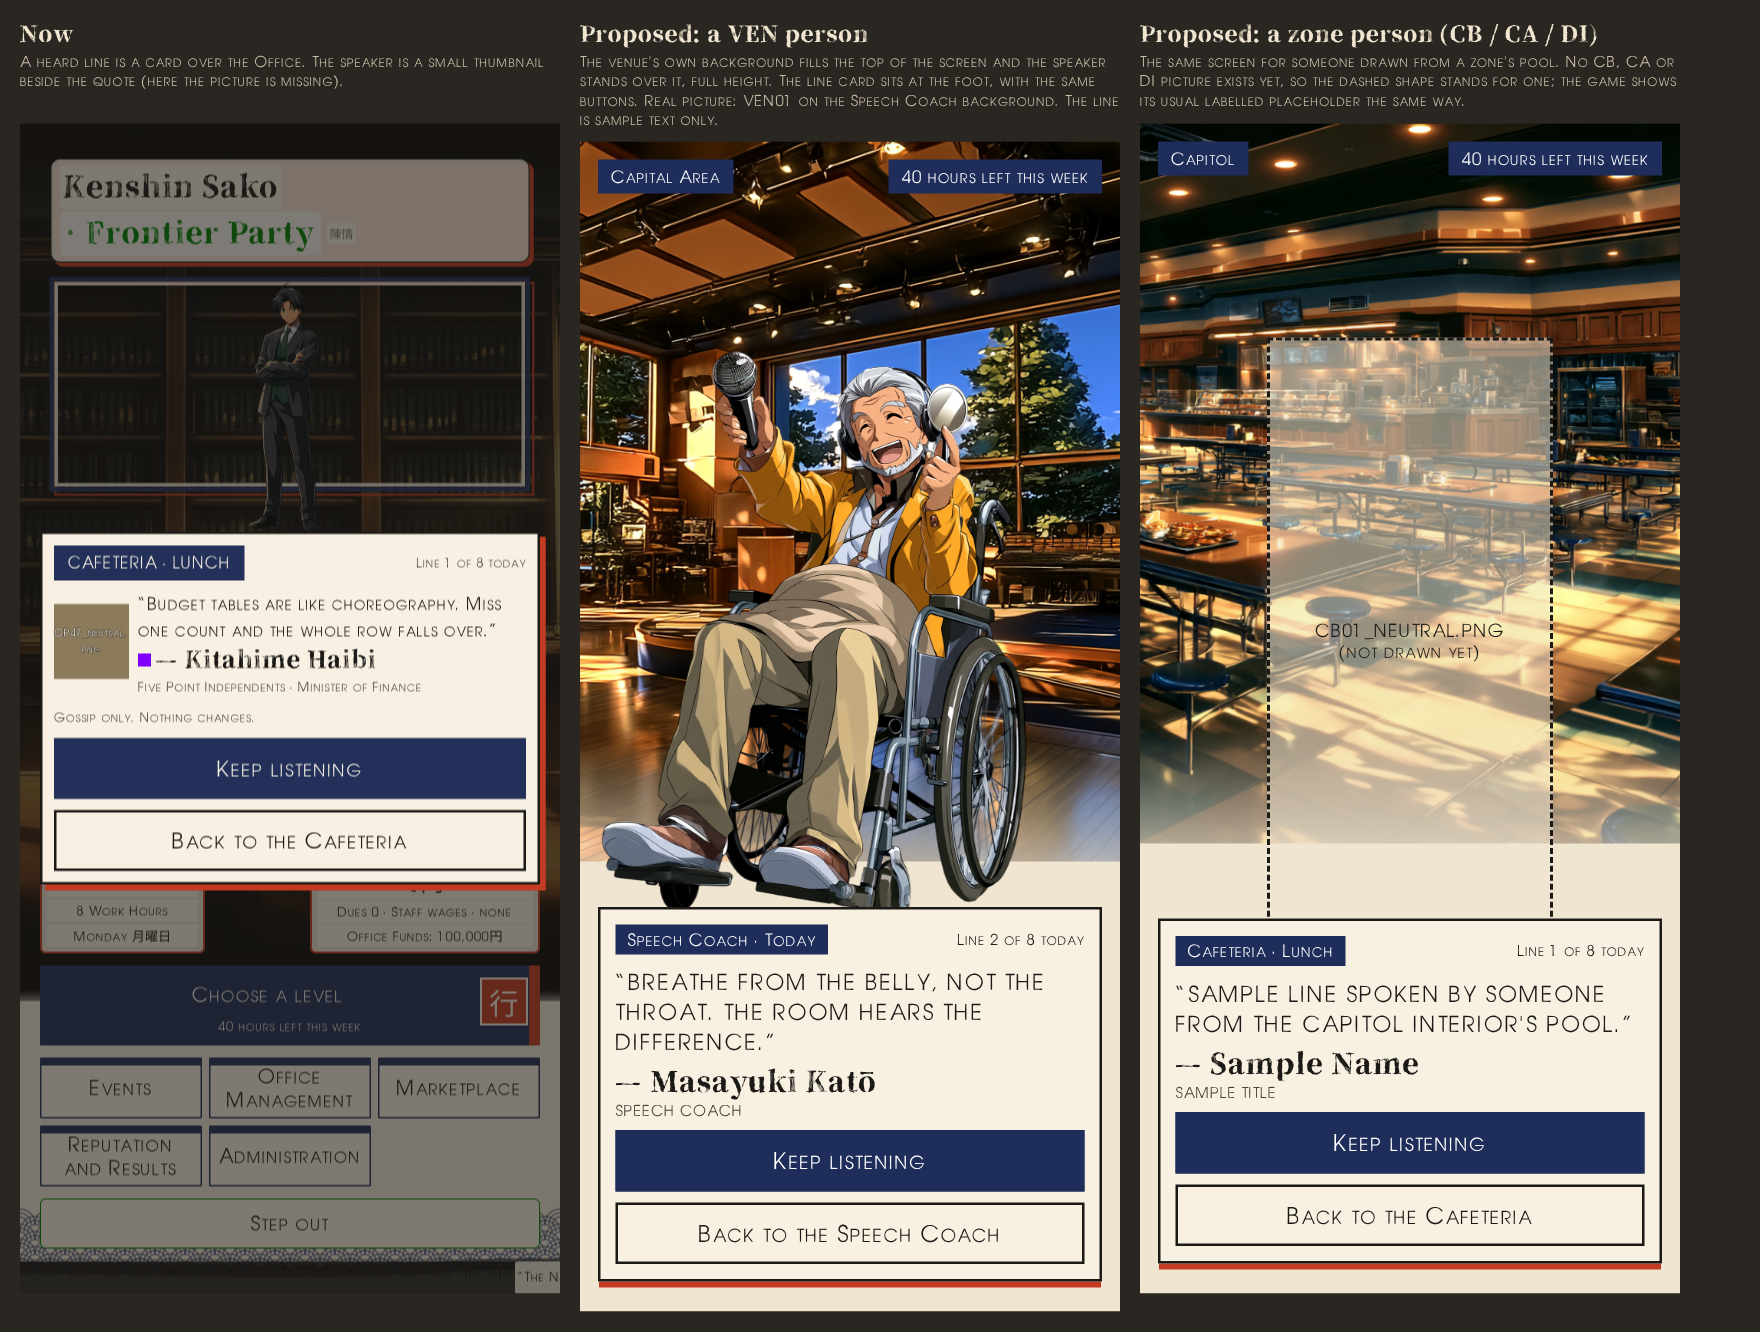 Now
A heard line is a card over the Office. The speaker is a small thumbnail
beside the quote (here the picture is missing).
Kenshin Sako
· Frontier Party 陳情
CAFETERIA · LUNCH
Line 1 of 8 today
OP47_NEUTRAL.
PNG
“Budget tables are like choreography. Miss
one count and the whole row falls over.”
— Kitahime Haibi
Five Point Independents · Minister of Finance
Gossip only. Nothing changes.
Keep listening
Back to the Cafeteria
8 Work Hours
Monday 月曜日
Dues 0 · Staff wages · none
Office Funds: 100,000円
Choose a level
40 hours left this week
行
Events
Office
Management
Marketplace
Reputation
and Results
Administration
Step out
“The N
Proposed: a VEN person
The venue's own background fills the top of the screen and the speaker
stands over it, full height. The line card sits at the foot, with the same
buttons. Real picture: VEN01 on the Speech Coach background. The line
is sample text only.
Capital Area
40 hours left this week
Speech Coach · Today
Line 2 of 8 today
“Breathe from the belly, not the
throat. The room hears the
difference.”
— Masayuki Katō
speech coach
Keep listening
Back to the Speech Coach
Proposed: a zone person (CB / CA / DI)
The same screen for someone drawn from a zone's pool. No CB, CA or
DI picture exists yet, so the dashed shape stands for one; the game shows
its usual labelled placeholder the same way.
Capitol
40 hours left this week
CB01_NEUTRAL.PNG
(not drawn yet)
Cafeteria · Lunch
Line 1 of 8 today
“Sample line spoken by someone
from the Capitol Interior's pool.”
— Sample Name
sample title
Keep listening
Back to the Cafeteria